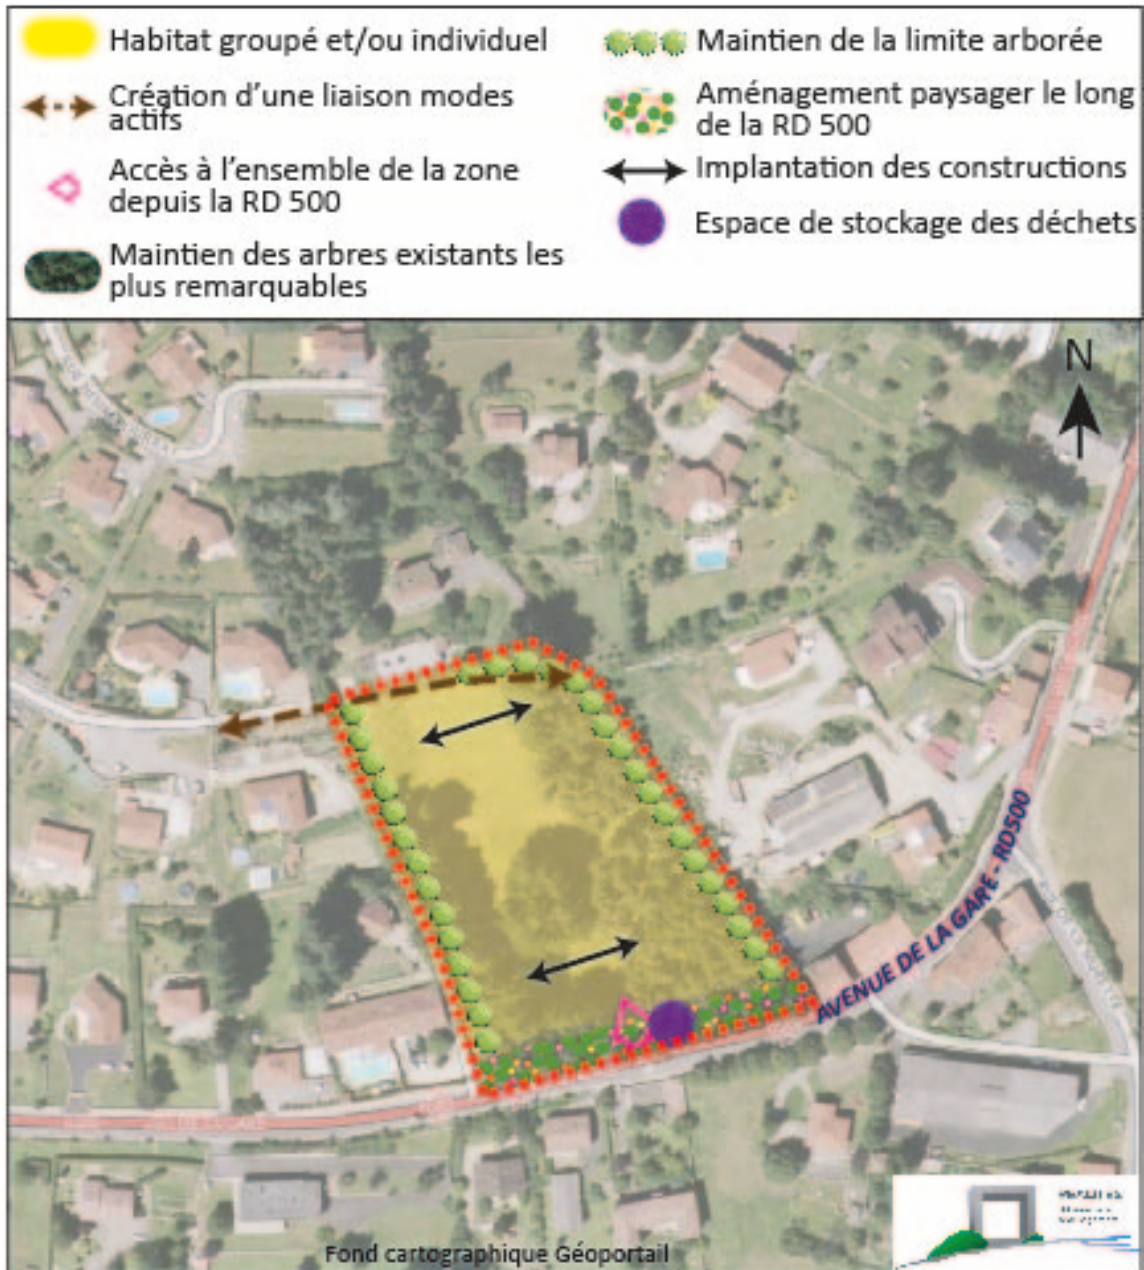 Habitat groupé et/ou individuel
Création d'une liaison modes
actifs
Accès à l'ensemble de la zone
depuis la RD 500
Maintien des arbres existants les
plus remarquables
Maintien de la limite arborée
Aménagement paysager le long
de la RD 500
Implantation des constructions
Espace de stockage des déchets
N
AVENUE DE LA GARE - RD500
Fond cartographique Géoportail